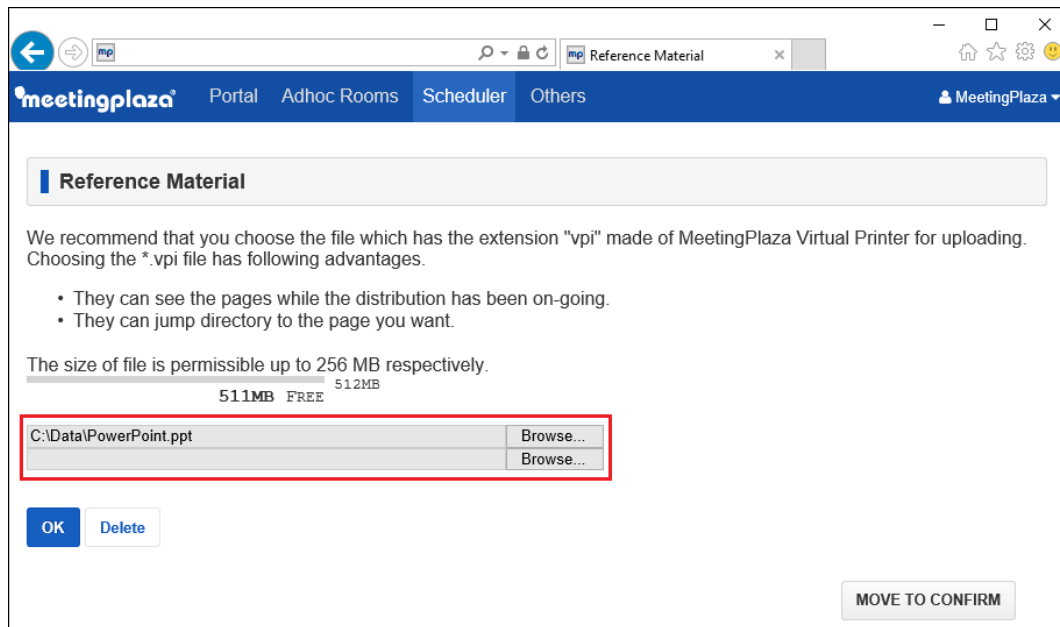 mp
mp Reference Material
meetingplaza Portal Adhoc Rooms Scheduler Others MeetingPlaza
Reference Material
We recommend that you choose the file which has the extension "vpi" made of MeetingPlaza Virtual Printer for uploading.
Choosing the *.vpi file has following advantages.
• They can see the pages while the distribution has been on-going.
• They can jump directory to the page you want.
The size of file is permissible up to 256 MB respectively.
512MB
511MB FREE
C:\Data\PowerPoint.ppt Browse...
Browse...
OK Delete
MOVE TO CONFIRM